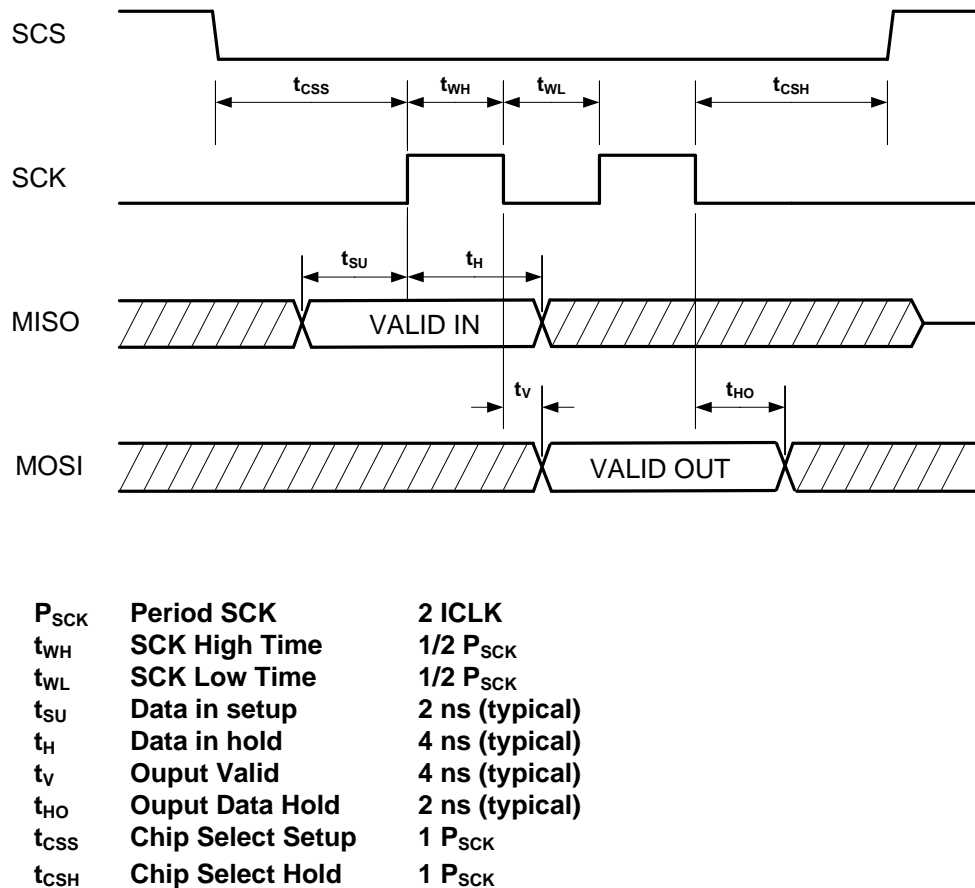 SCS
tCSS tWH tWL tCSH
SCK
tSU tH
MISO VALID IN
tV tHO
MOSI VALID OUT
PSCK Period SCK 2 ICLK
tWH SCK High Time 1/2 PSCK
tWL SCK Low Time 1/2 PSCK
tSU Data in setup 2 ns (typical)
tH Data in hold 4 ns (typical)
tV Ouput Valid 4 ns (typical)
tHO Ouput Data Hold 2 ns (typical)
tCSS Chip Select Setup 1 PSCK
tCSH Chip Select Hold 1 PSCK